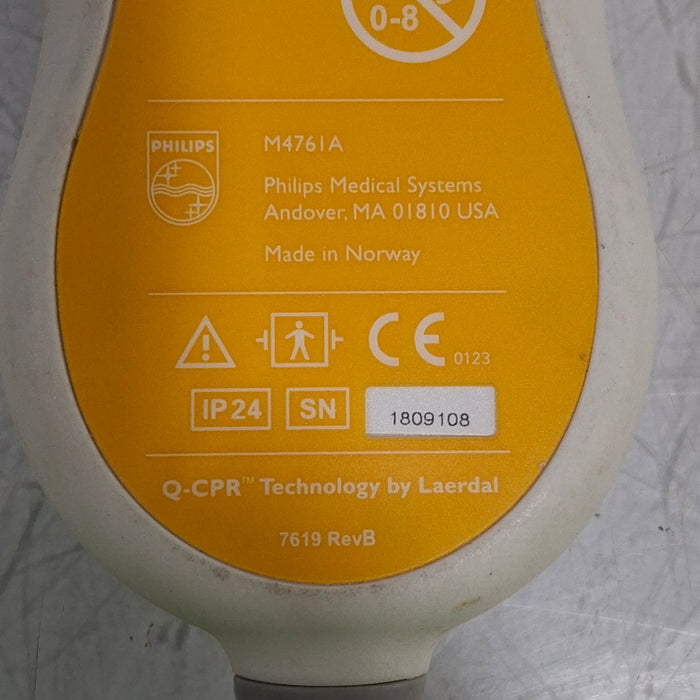 0-8
PHILIPS
M4761A
Philips Medical Systems
Andover, MA 01810 USA
Made in Norway
CE 0123
IP24 SN 1809108
Q-CPR™ Technology by Laerdal
7619 RevB